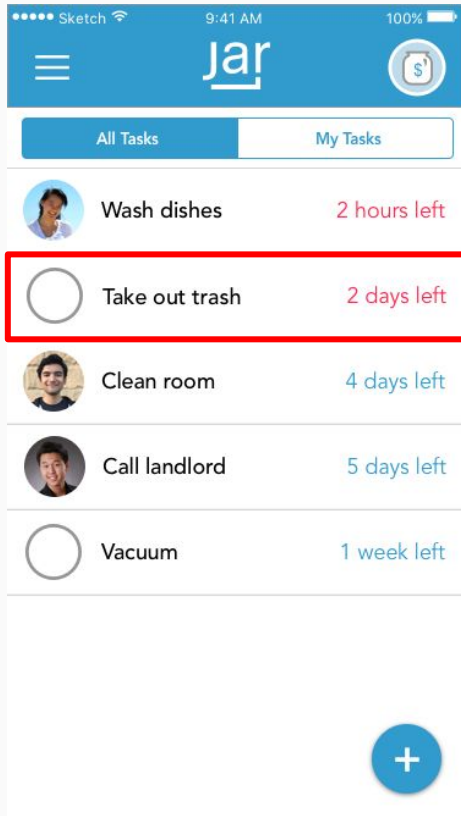 Sketch 9:41 AM 100%
Jar
$
All Tasks My Tasks
Wash dishes 2 hours left
Take out trash 2 days left
Clean room 4 days left
Call landlord 5 days left
Vacuum 1 week left
+